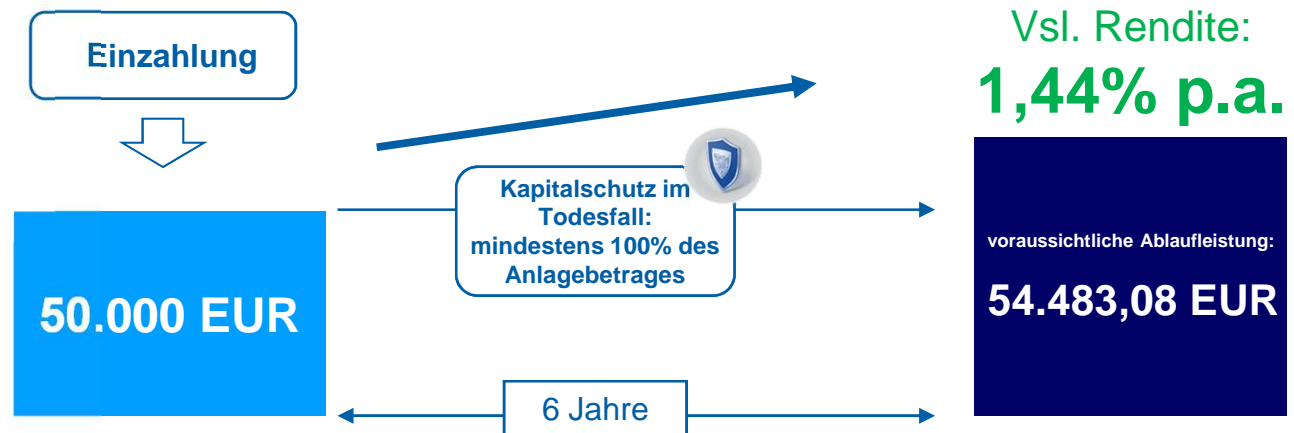 Einzahlung
Vsl. Rendite:
1,44% p.a.
Kapitalschutz im
Todesfall:
mindestens 100% des
Anlagebetrages
50.000 EUR
voraussichtliche Ablaufleistung:
54.483,08 EUR
6 Jahre